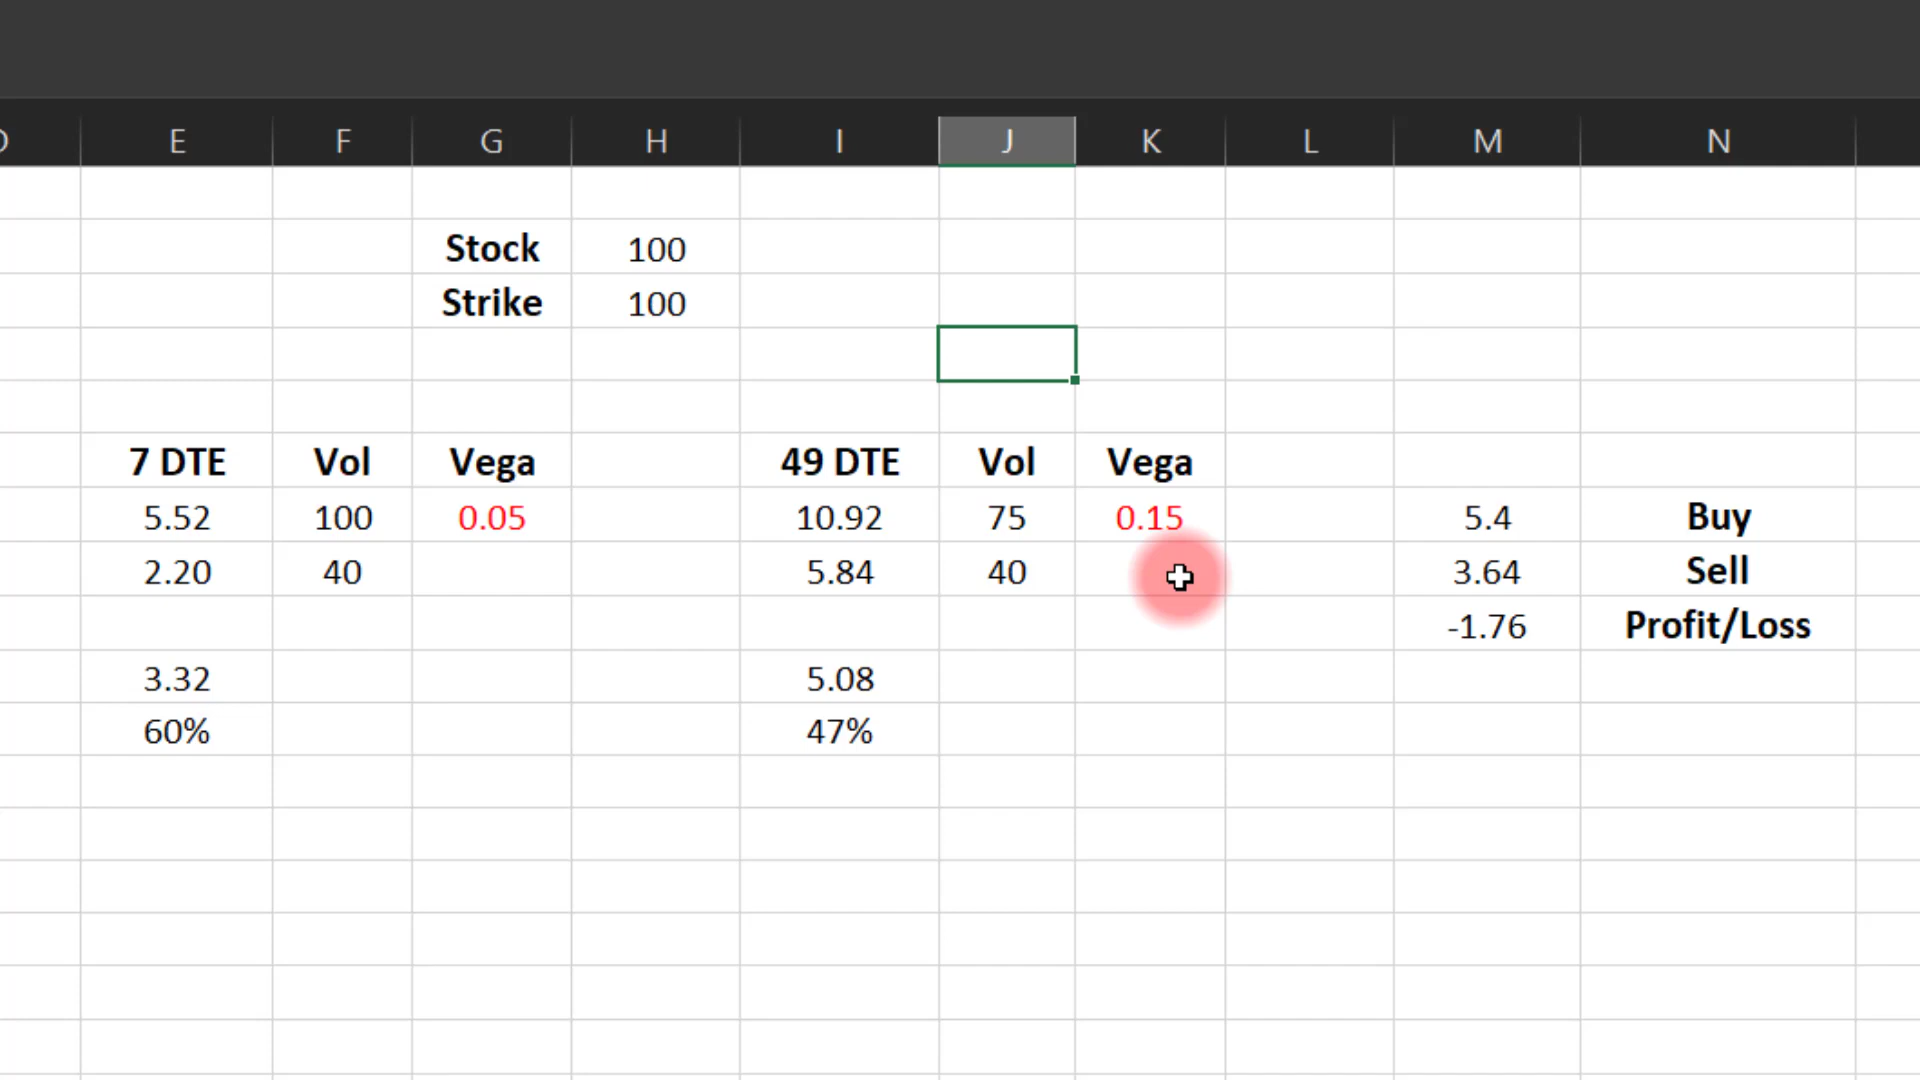 E F G H I J K L M N
Stock 100
Strike 100
7 DTE Vol Vega 49 DTE Vol Vega
5.52 100 0.05 10.92 75 0.15 5.4 Buy
2.20 40 5.84 40 3.64 Sell
-1.76 Profit/Loss
3.32 5.08
60% 47%